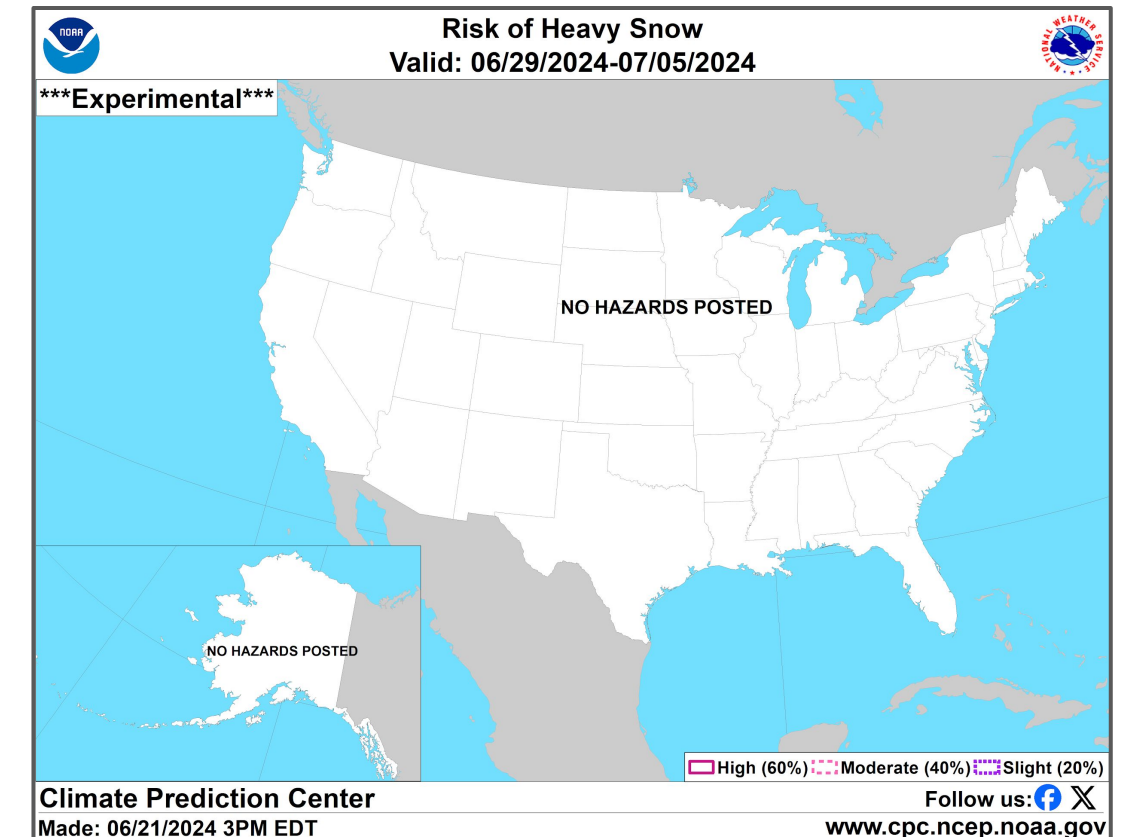 NOAA
Risk of Heavy Snow
Valid: 06/29/2024-07/05/2024
NATIONAL WEATHER SERVICE
***Experimental***
NO HAZARDS POSTED
NO HAZARDS POSTED
High (60%) Moderate (40%) Slight (20%)
Climate Prediction Center
Follow us:
Made: 06/21/2024 3PM EDT
www.cpc.ncep.noaa.gov